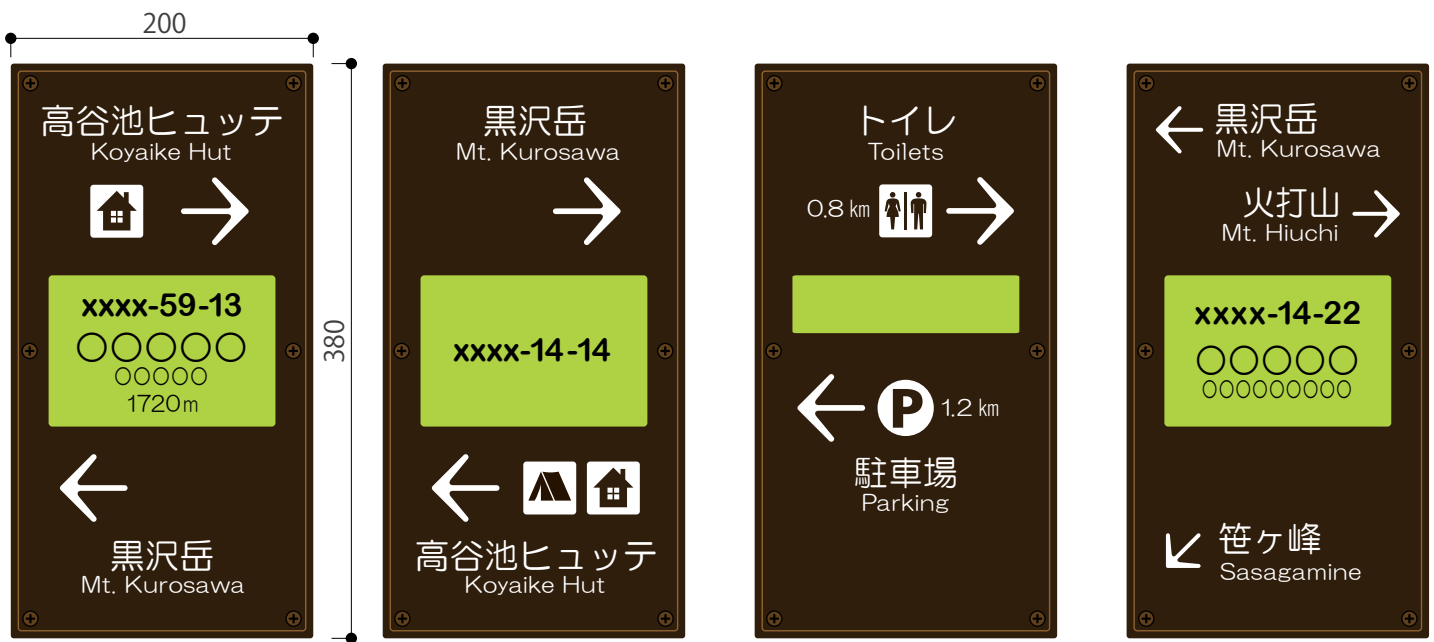 200
380
高谷池ヒュッテ
Koyaike Hut
xxxx-59-13
○○○○○
○○○○○
1720m
黒沢岳
Mt. Kurosawa
黒沢岳
Mt. Kurosawa
xxxx-14-14
高谷池ヒュッテ
Koyaike Hut
トイレ
Toilets
0.8 km
P 1.2 km
駐車場
Parking
黒沢岳
Mt. Kurosawa
火打山
Mt. Hiuchi
xxxx-14-22
○○○○○
○○○○○○○○○
笹ヶ峰
Sasagamine